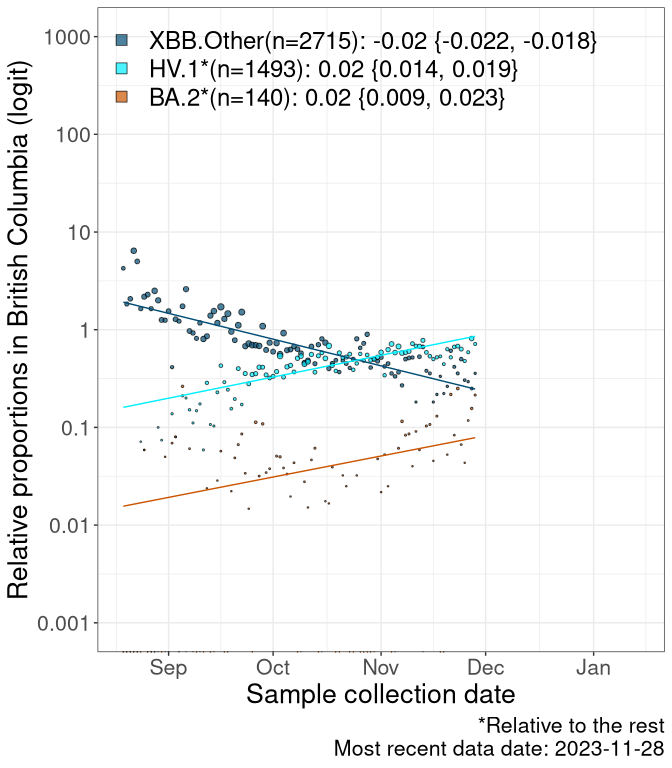 XBB.Other(n=2715): -0.02 {-0.022, -0.018}
HV.1*(n=1493): 0.02 {0.014, 0.019}
BA.2*(n=140): 0.02 {0.009, 0.023}
Relative proportions in British Columbia (logit)
1000
100
10
1
0.1
0.01
0.001
Sep Oct Nov Dec Jan
Sample collection date
*Relative to the rest
Most recent data date: 2023-11-28